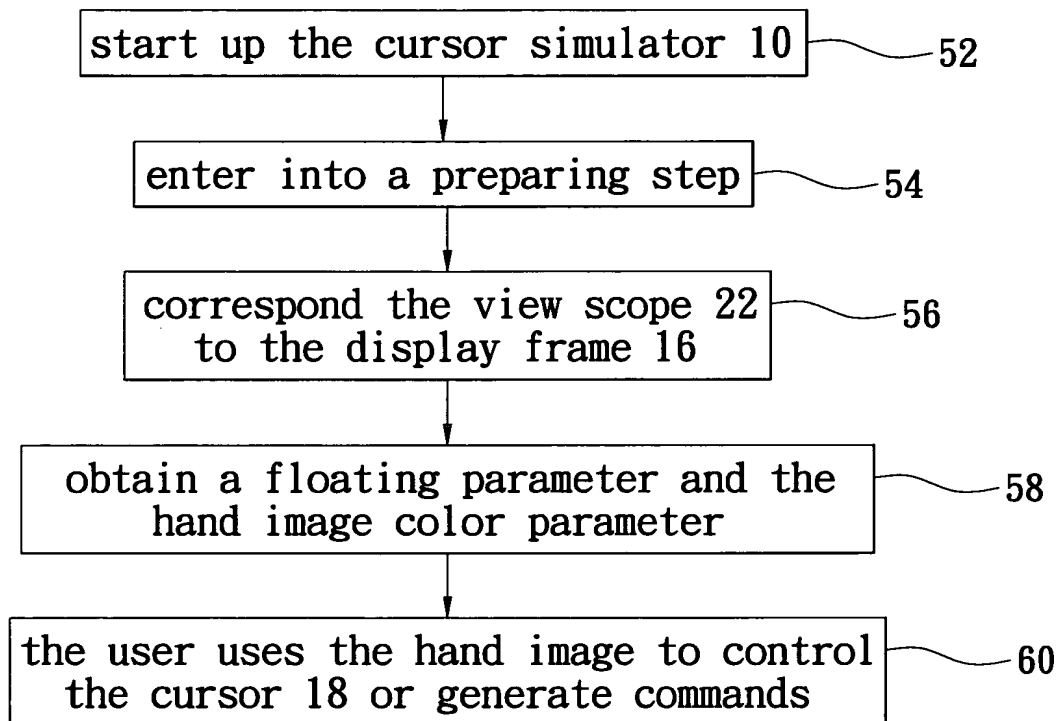 start up the cursor simulator 10
52
enter into a preparing step
54
correspond the view scope 22
to the display frame 16
56
obtain a floating parameter and the
hand image color parameter
58
the user uses the hand image to control
the cursor 18 or generate commands
60